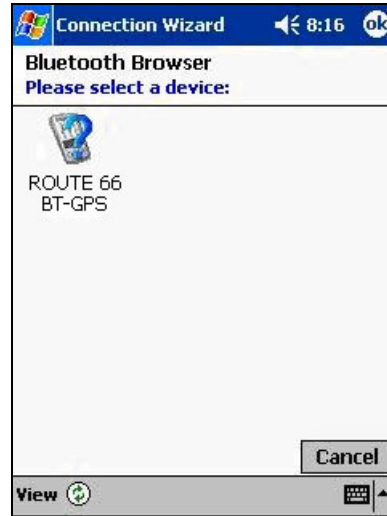 Connection Wizard 8:16 ok
Bluetooth Browser
Please select a device:
ROUTE 66
BT-GPS
Cancel
View